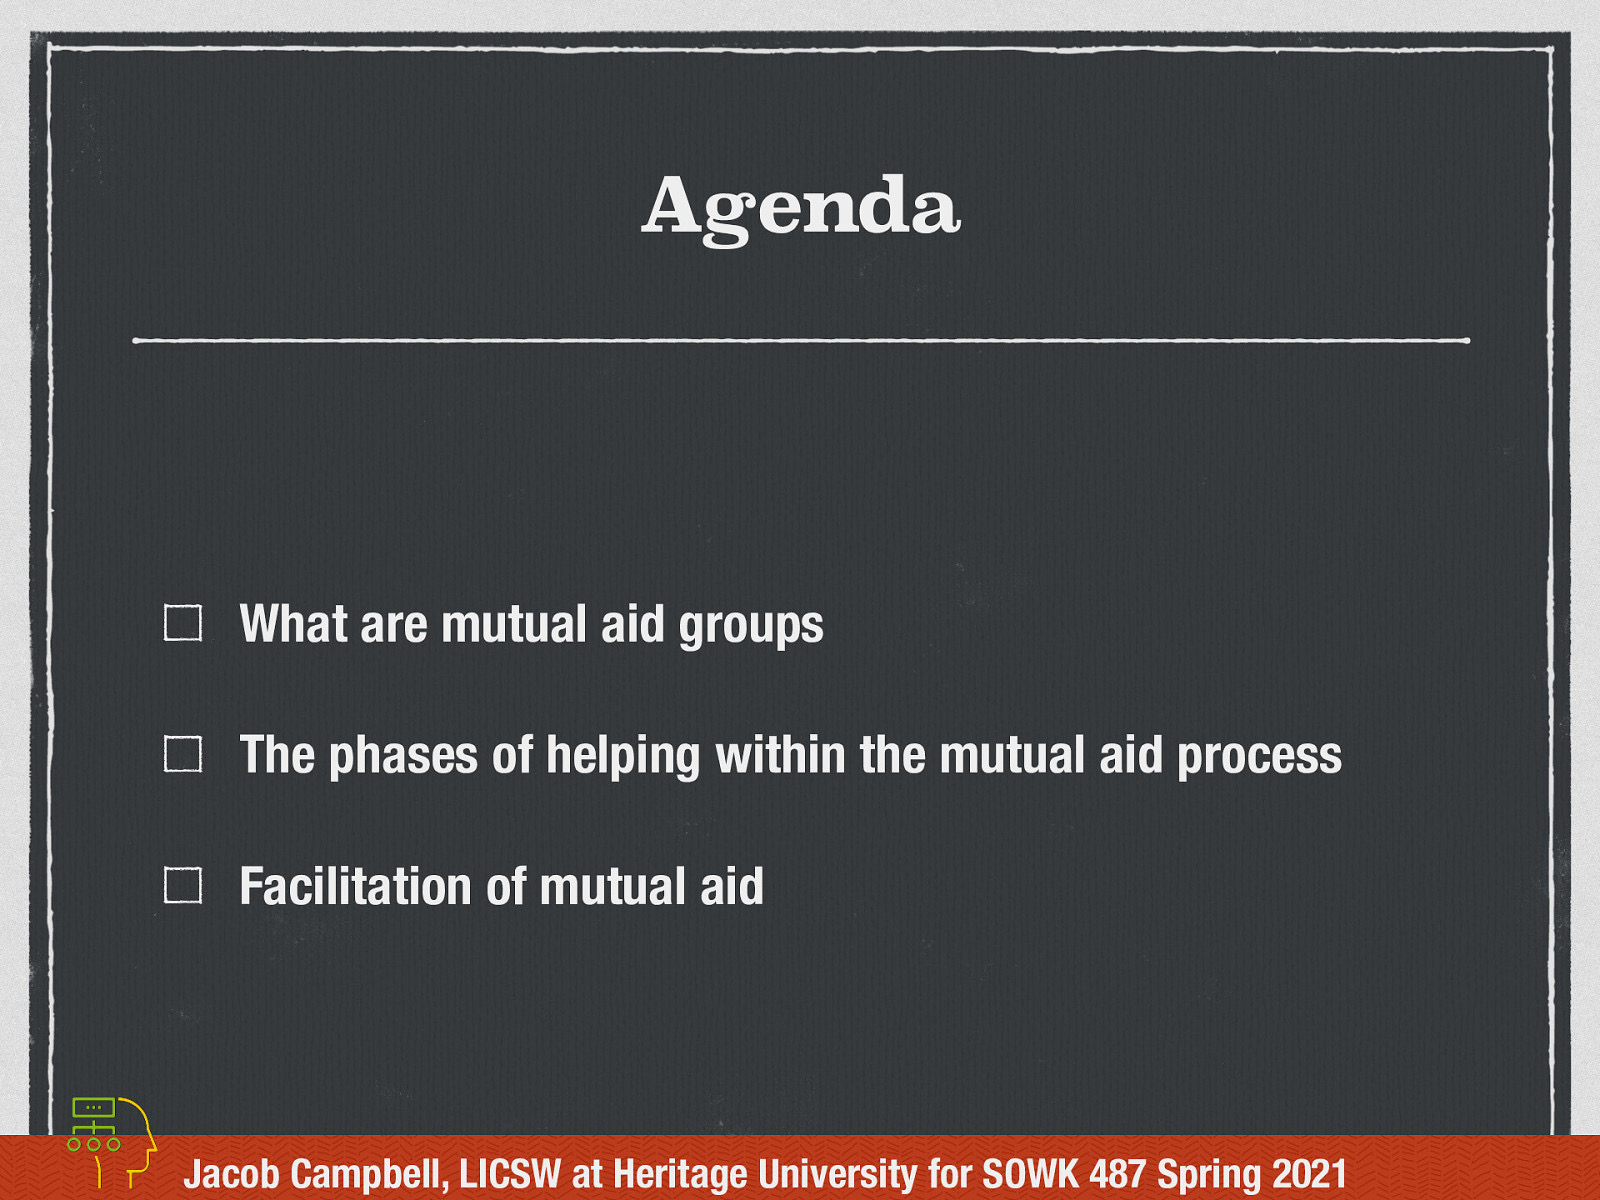 Agenda
What are mutual aid groups
The phases of helping within the mutual aid process
Facilitation of mutual aid
Jacob Campbell, LICSW at Heritage University for SOWK 487 Spring 2021